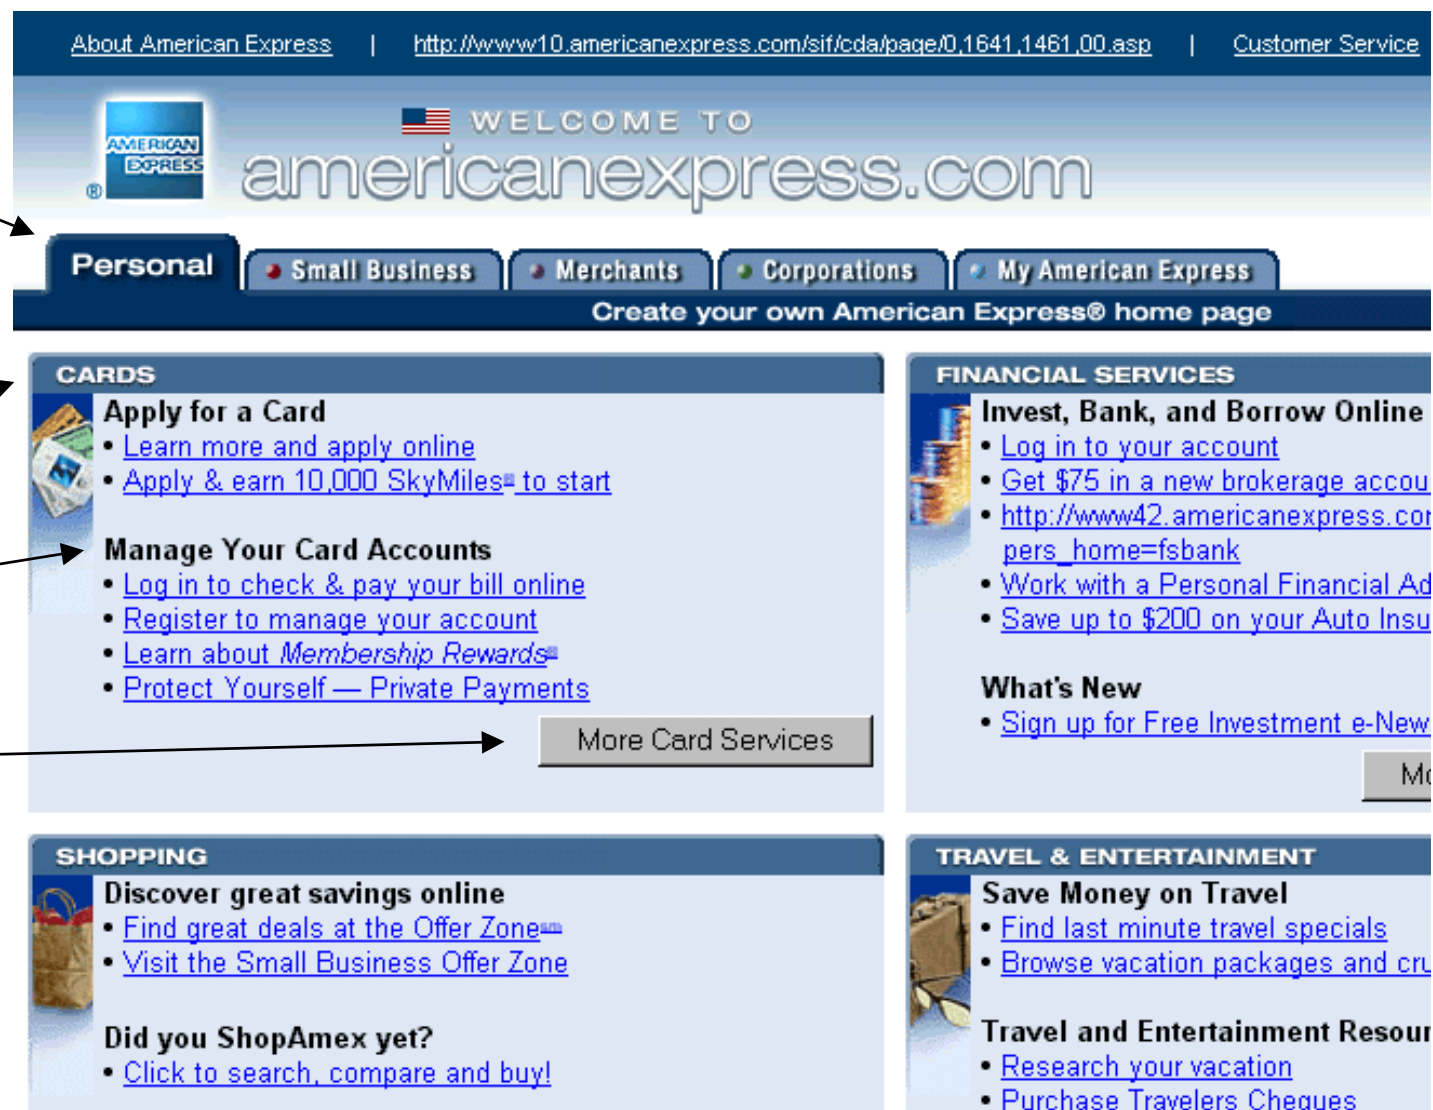 About American Express | http://www10.americanexpress.com/sif/cda/page/0,1641,1461,00.asp | Customer Service
AMERICAN
EXPRESS
®
WELCOME TO
americanexpress.com
Personal Small Business Merchants Corporations My American Express
Create your own American Express® home page
CARDS
Apply for a Card
• Learn more and apply online
• Apply & earn 10,000 SkyMiles to start
Manage Your Card Accounts
• Log in to check & pay your bill online
• Register to manage your account
• Learn about Membership Rewards
• Protect Yourself — Private Payments
More Card Services
FINANCIAL SERVICES
Invest, Bank, and Borrow Online
• Log in to your account
• Get $75 in a new brokerage accou
• http://www42.americanexpress.com
pers_home=fsbank
• Work with a Personal Financial Ad
• Save up to $200 on your Auto Insu
What's New
• Sign up for Free Investment e-New
Mo
SHOPPING
Discover great savings online
• Find great deals at the Offer Zone℠
• Visit the Small Business Offer Zone
Did you ShopAmex yet?
• Click to search, compare and buy!
TRAVEL & ENTERTAINMENT
Save Money on Travel
• Find last minute travel specials
• Browse vacation packages and cru
Travel and Entertainment Resour
• Research your vacation
• Purchase Travelers Cheques